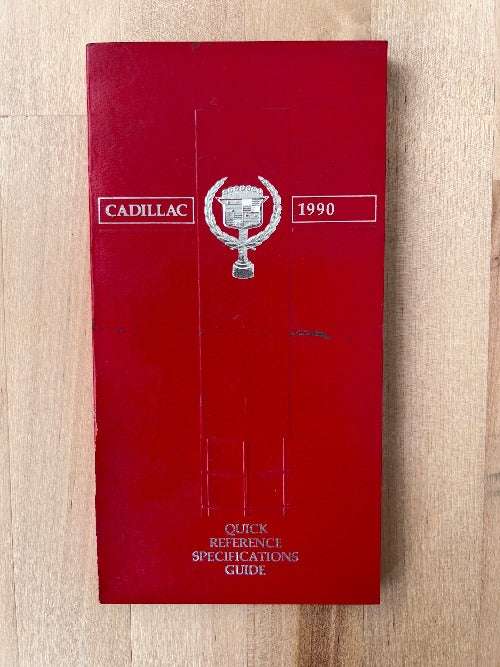 CADILLAC 1990
QUICK
REFERENCE
SPECIFICATIONS
GUIDE